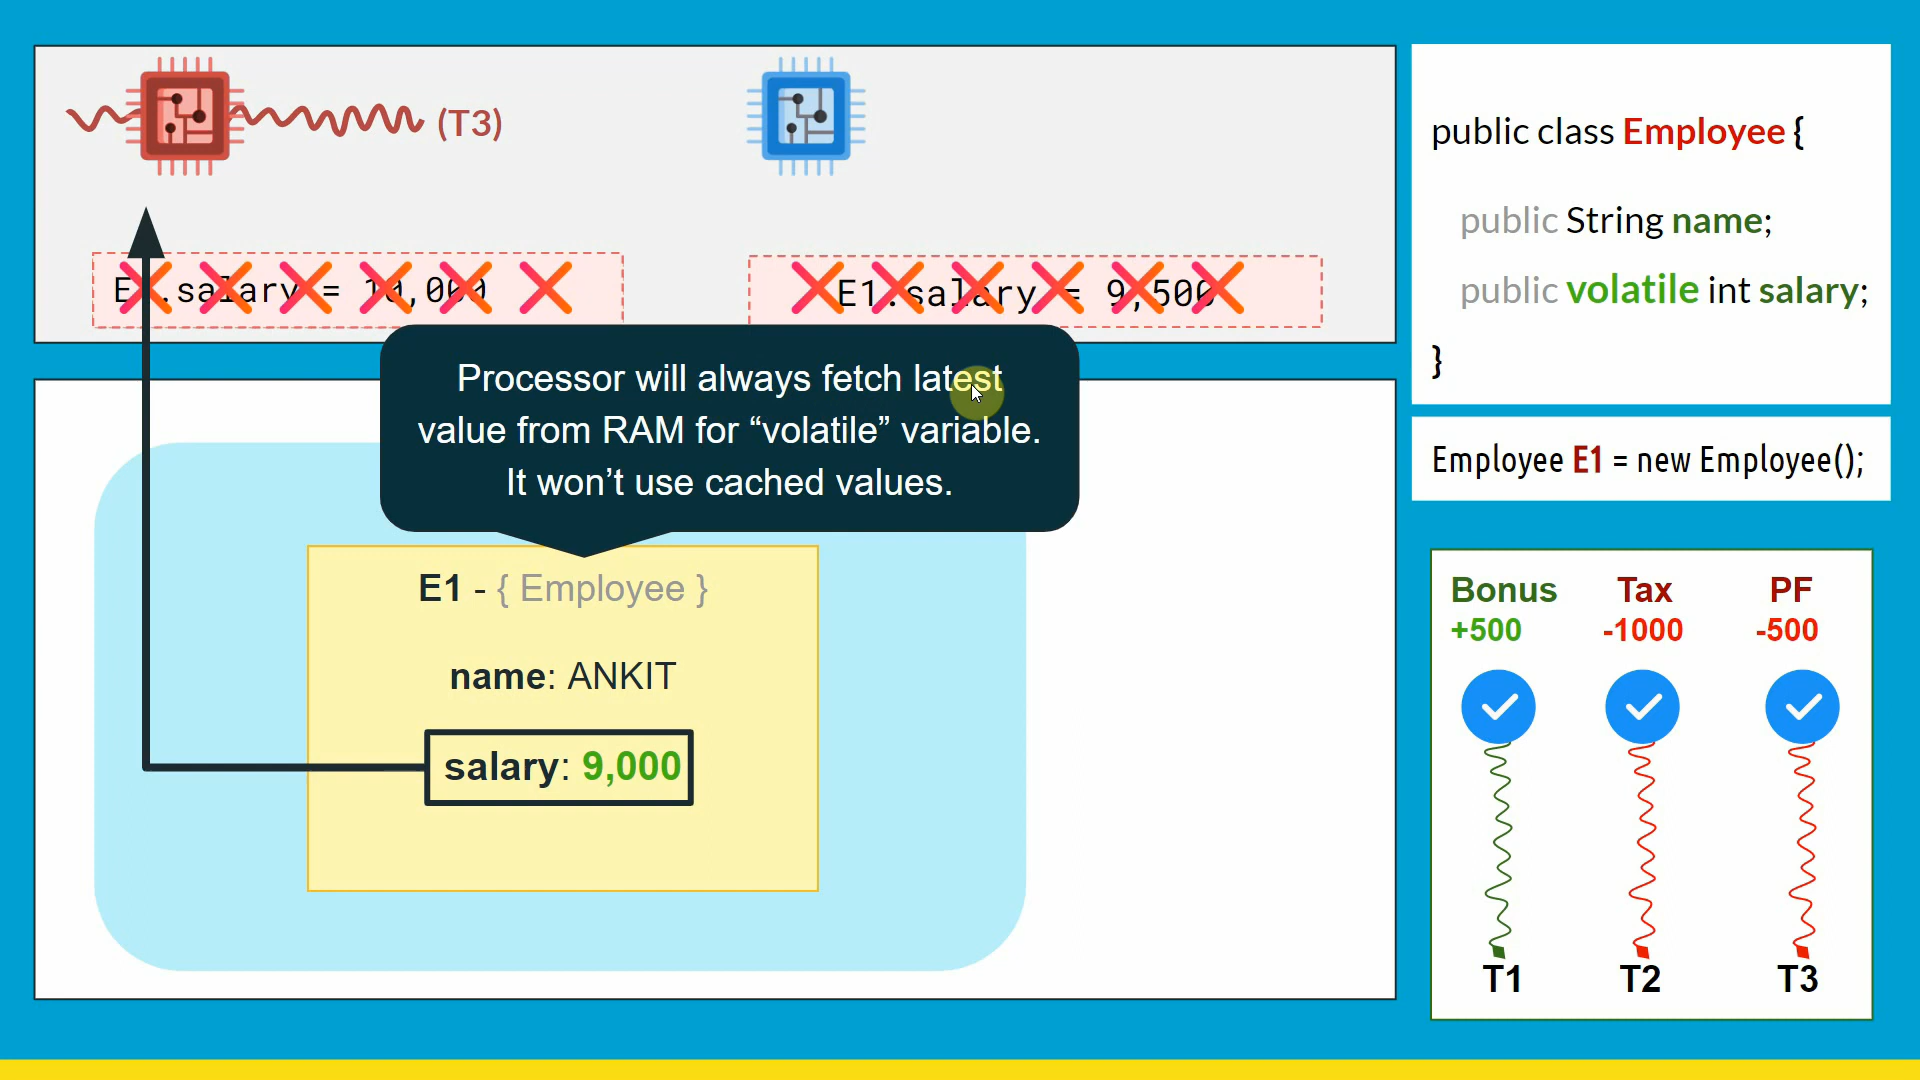 (T3)
E1.salary = 10,000
E1.salary = 9,500
Processor will always fetch latest
value from RAM for “volatile” variable.
It won’t use cached values.
E1 - { Employee }
name: ANKIT
salary: 9,000
public class Employee {
public String name;
public volatile int salary;
}
Employee E1 = new Employee();
Bonus
+500
Tax
-1000
PF
-500
T1
T2
T3